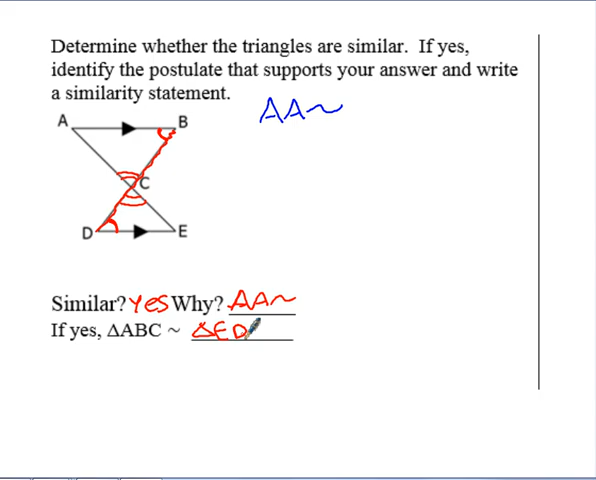 Determine whether the triangles are similar. If yes,
identify the postulate that supports your answer and write
a similarity statement.
AA~
A B
C
D E
Similar? Yes Why? AA~
If yes, ΔABC ~ ΔED